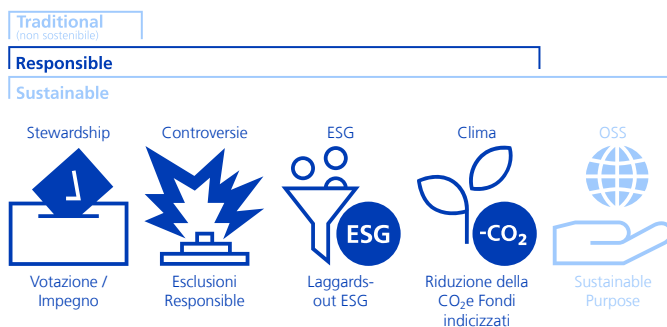 Traditional
(non sostenibile)
Responsible
Sustainable
Stewardship
Controversie
ESG
Clima
OSS
ESG
-CO₂
Votazione /
Impegno
Esclusioni
Responsible
Laggards-
out ESG
Riduzione della
CO₂e Fondi
indicizzati
Sustainable
Purpose